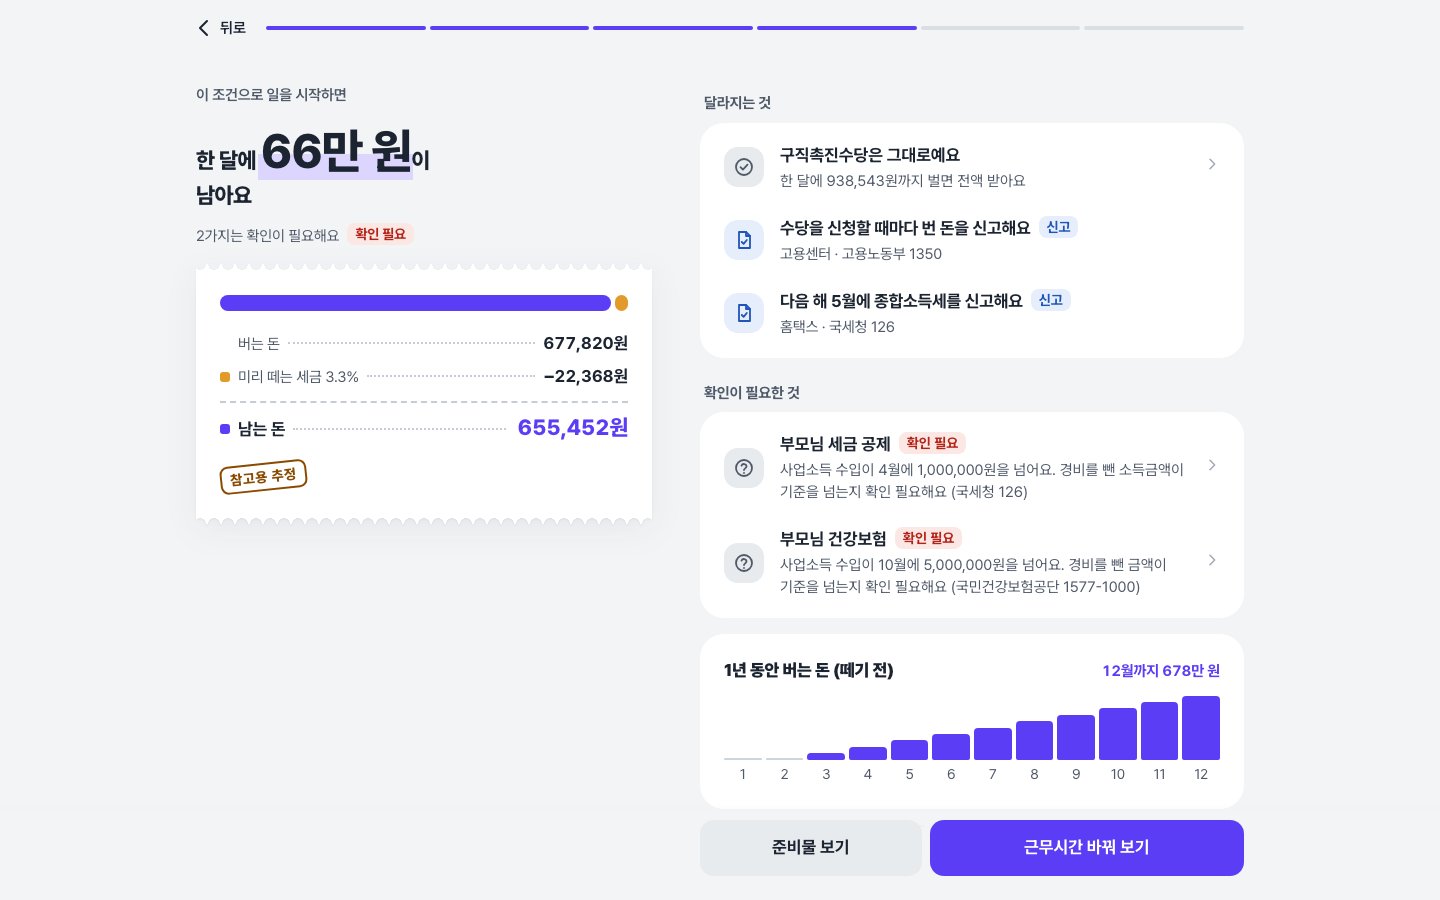 뒤로
이 조건으로 일을 시작하면
한 달에 66만 원이
남아요
2가지는 확인이 필요해요 확인 필요
버는 돈 677,820원
미리 떼는 세금 3.3% −22,368원
남는 돈 655,452원
참고용 추정
달라지는 것
구직촉진수당은 그대로예요
한 달에 938,543원까지 벌면 전액 받아요
수당을 신청할 때마다 번 돈을 신고해요 신고
고용센터 · 고용노동부 1350
다음 해 5월에 종합소득세를 신고해요 신고
홈택스 · 국세청 126
확인이 필요한 것
부모님 세금 공제 확인 필요
사업소득 수입이 4월에 1,000,000원을 넘어요. 경비를 뺀 소득금액이
기준을 넘는지 확인 필요해요 (국세청 126)
부모님 건강보험 확인 필요
사업소득 수입이 10월에 5,000,000원을 넘어요. 경비를 뺀 금액이
기준을 넘는지 확인 필요해요 (국민건강보험공단 1577-1000)
1년 동안 버는 돈 (떼기 전) 12월까지 678만 원
1 2 3 4 5 6 7 8 9 10 11 12
준비물 보기 근무시간 바꿔 보기